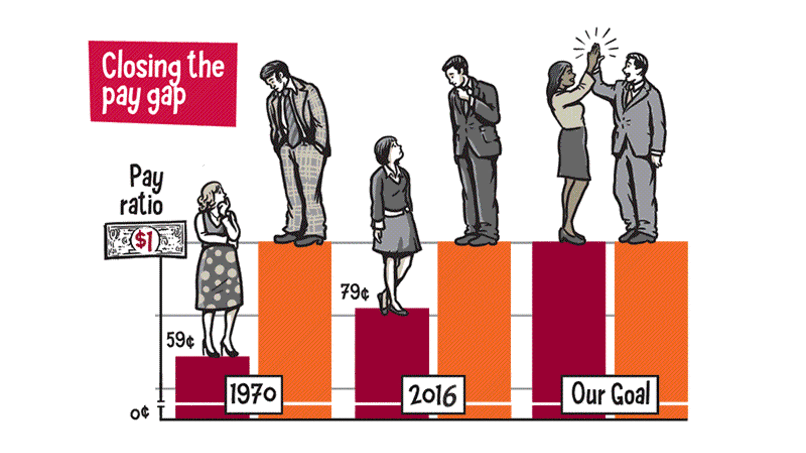 Closing the
pay gap
Pay
ratio
$1
59¢
79¢
0¢
1970
2016
Our Goal